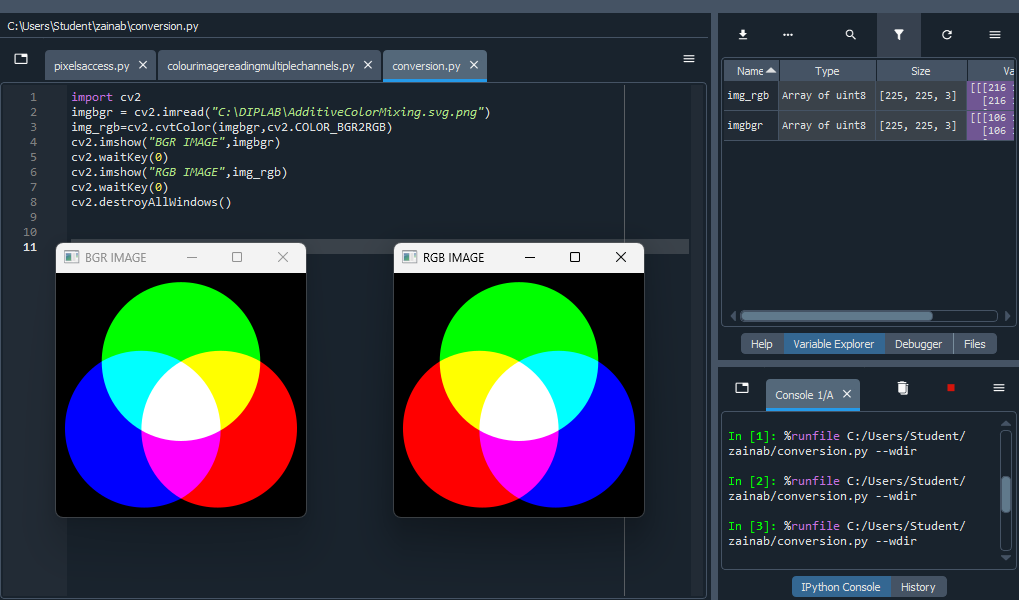 C:\Users\Student\zainab\conversion.py
pixelsaccess.py
colourimagereadingmultiplechannels.py
conversion.py
1 import cv2
2 imgbgr = cv2.imread("C:\DIPLAB\AdditiveColorMixing.svg.png")
3 img_rgb=cv2.cvtColor(imgbgr,cv2.COLOR_BGR2RGB)
4 cv2.imshow("BGR IMAGE",imgbgr)
5 cv2.waitKey(0)
6 cv2.imshow("RGB IMAGE",img_rgb)
7 cv2.waitKey(0)
8 cv2.destroyAllWindows()
9
10
11
BGR IMAGE
RGB IMAGE
Name Type Size Va
img_rgb Array of uint8 [225, 225, 3] [[[216
[216
imgbgr Array of uint8 [225, 225, 3] [[[106
[106
Help Variable Explorer Debugger Files
Console 1/A
In [1]: %runfile C:/Users/Student/
zainab/conversion.py --wdir
In [2]: %runfile C:/Users/Student/
zainab/conversion.py --wdir
In [3]: %runfile C:/Users/Student/
zainab/conversion.py --wdir
IPython Console History